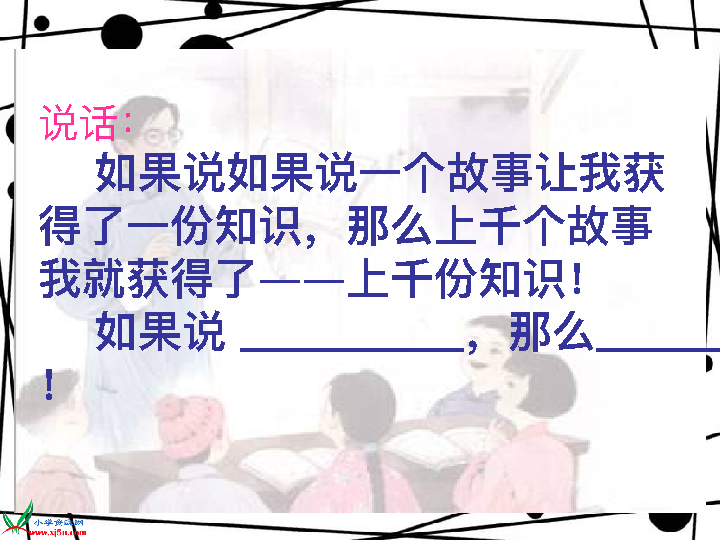 说话：
如果说如果说一个故事让我获
得了一份知识，那么上千个故事
我就获得了——上千份知识！
如果说 __________，那么______
！
小学资源网
www.xj5u.com